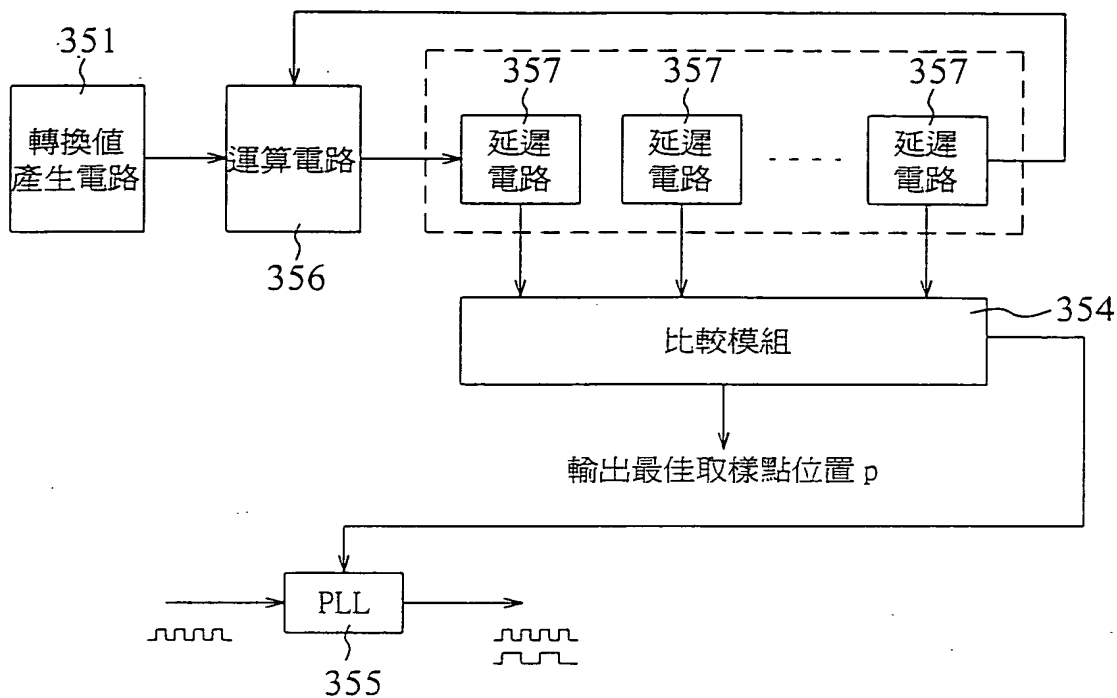 351
轉換值
產生電路
運算電路
356
357
延遲
電路
357
延遲
電路
357
延遲
電路
354
比較模組
輸出最佳取樣點位置 p
PLL
355